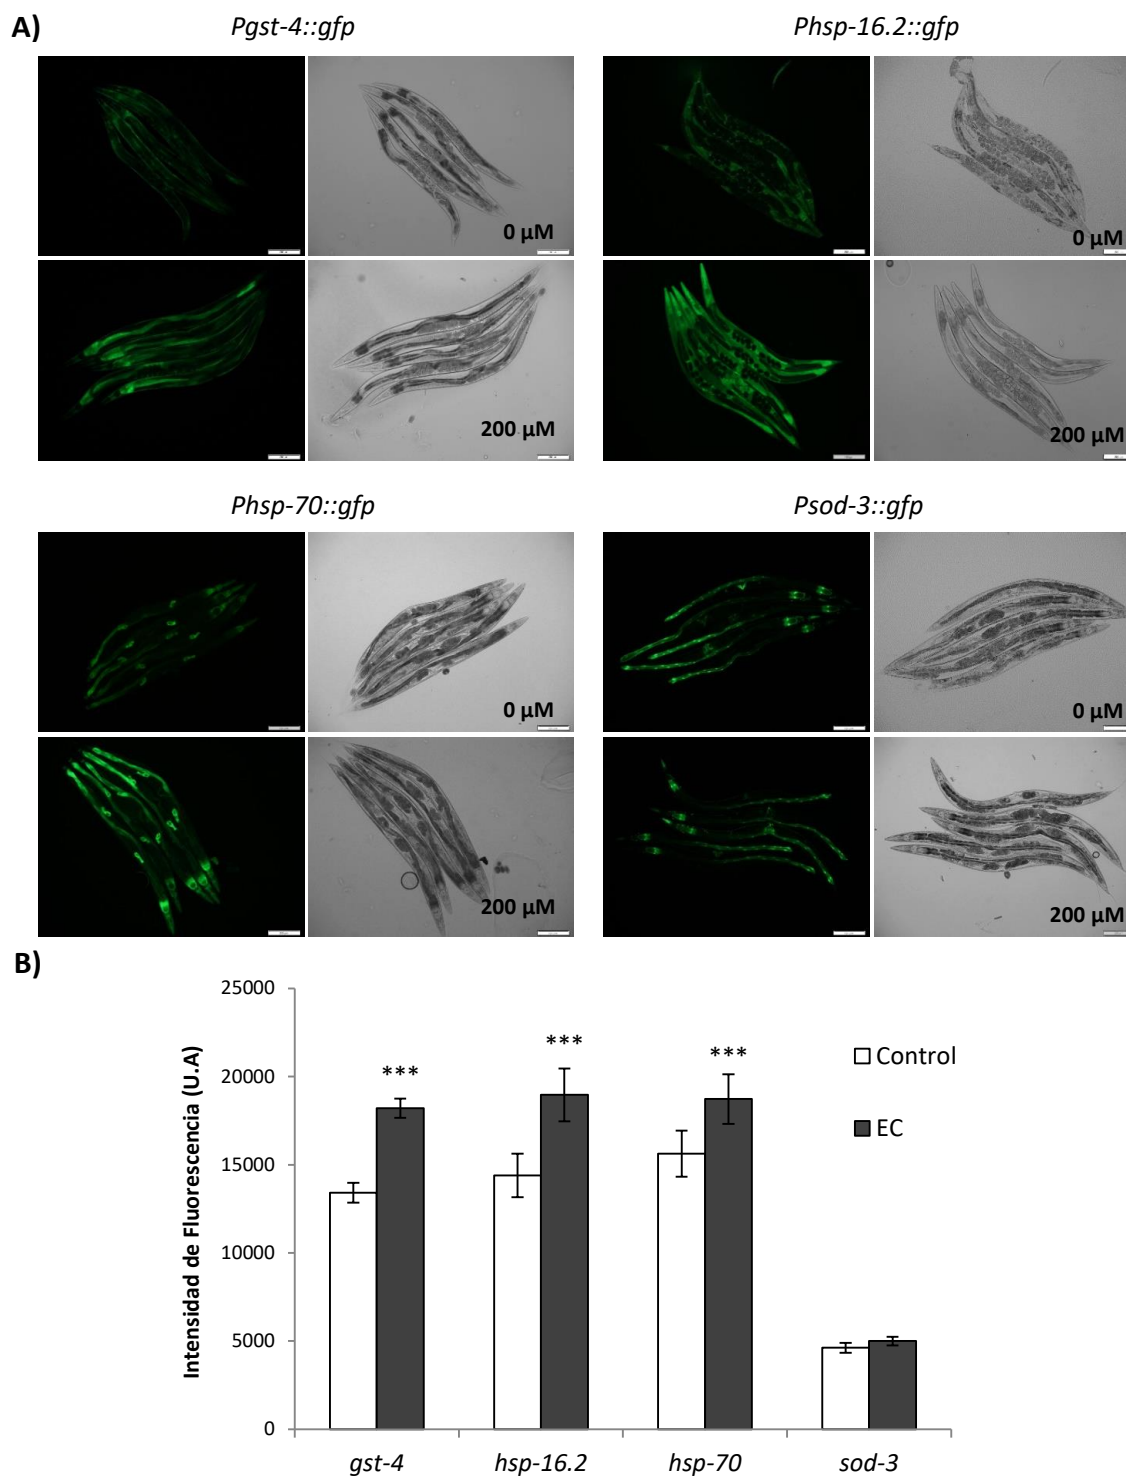 A)
Pgst-4::gfp
Phsp-16.2::gfp
0 μM
0 μM
200 μM
200 μM
Phsp-70::gfp
Psod-3::gfp
0 μM
0 μM
200 μM
200 μM
B)
25000
20000
15000
10000
5000
0
Intensidad de Fluorescencia (U.A)
***
***
***
Control
EC
gst-4
hsp-16.2
hsp-70
sod-3